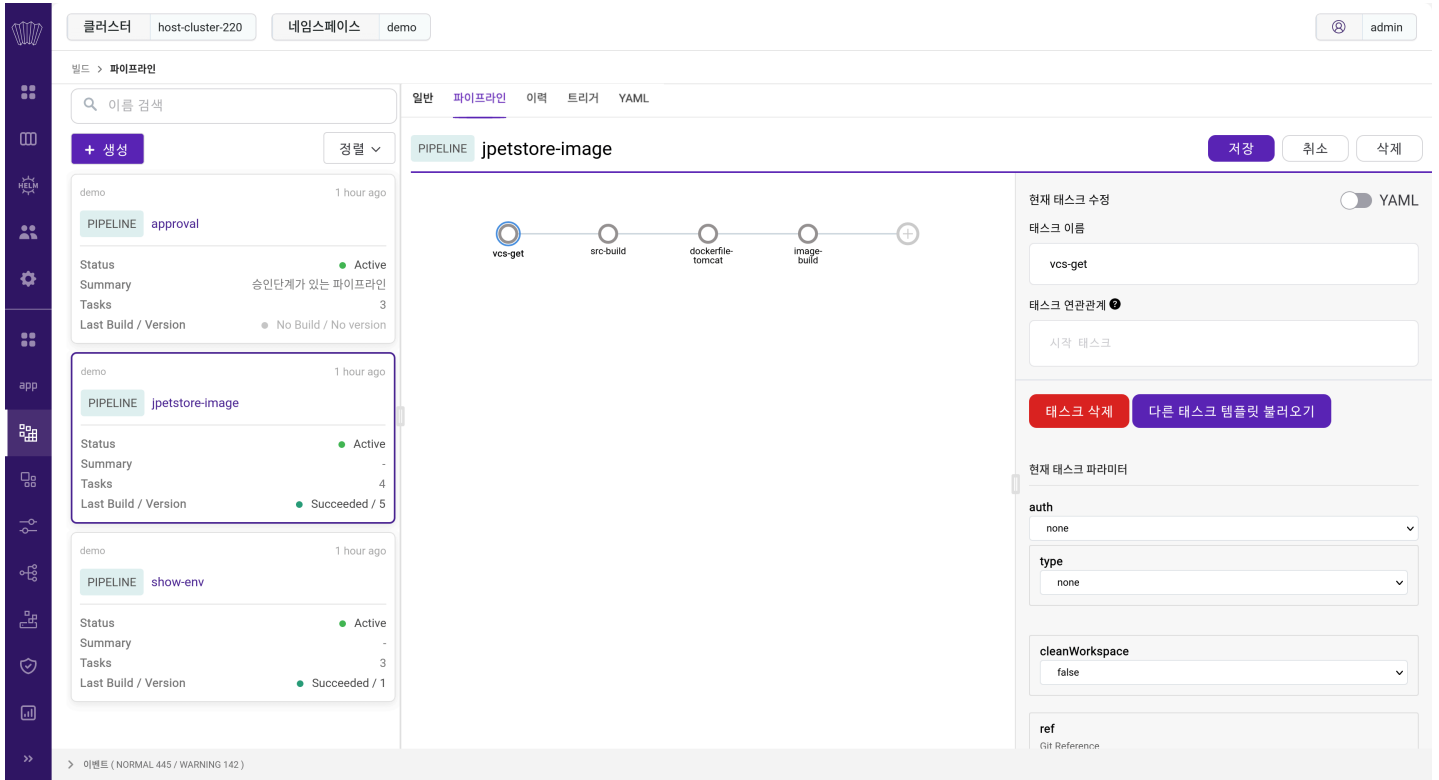 클러스터 host-cluster-220 네임스페이스 demo admin
빌드 > 파이프라인
HELM
app
이름 검색
+ 생성 정렬
demo 1 hour ago
PIPELINE approval
Status Active
Summary 승인단계가 있는 파이프라인
Tasks 3
Last Build / Version No Build / No version
demo 1 hour ago
PIPELINE jpetstore-image
Status Active
Summary -
Tasks 4
Last Build / Version Succeeded / 5
demo 1 hour ago
PIPELINE show-env
Status Active
Summary -
Tasks 3
Last Build / Version Succeeded / 1
일반 파이프라인 이력 트리거 YAML
PIPELINE jpetstore-image 저장 취소 삭제
vcs-get
src-build
dockerfile-
tomcat
image-
build
현재 태스크 수정 YAML
태스크 이름
vcs-get
태스크 연관관계 ?
시작 태스크
태스크 삭제 다른 태스크 템플릿 불러오기
현재 태스크 파라미터
auth
none
type
none
cleanWorkspace
false
ref
Git Reference
이벤트 ( NORMAL 445 / WARNING 142 )